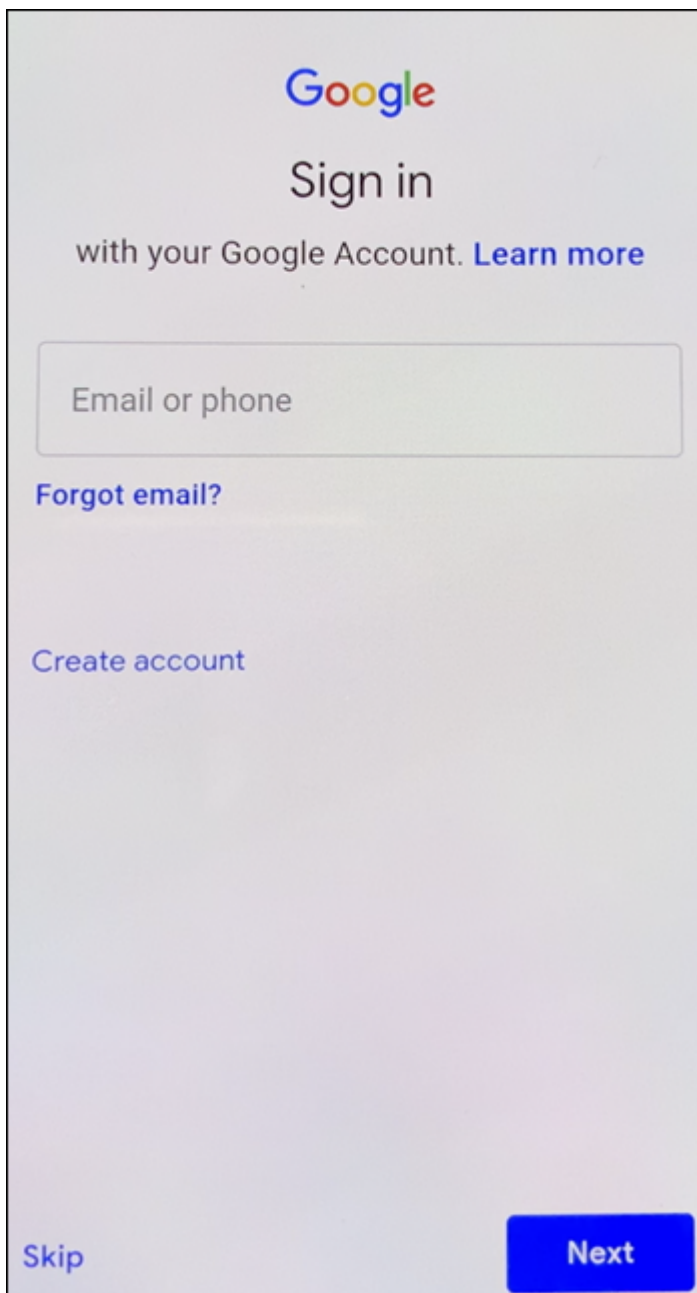 Google
Sign in
with your Google Account. Learn more
Email or phone
Forgot email?
Create account
Skip
Next